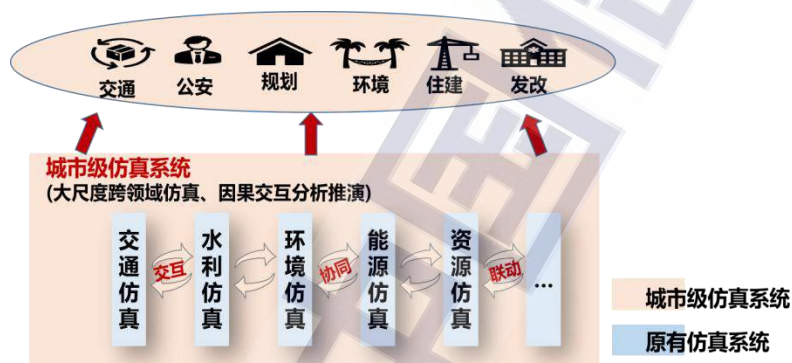 交通 公安 规划 环境 住建 发改
城市级仿真系统
(大尺度跨领域仿真、因果交互分析推演)
交通仿真
交互
水利仿真
环境仿真
协同
能源仿真
资源仿真
联动
...
城市级仿真系统
原有仿真系统